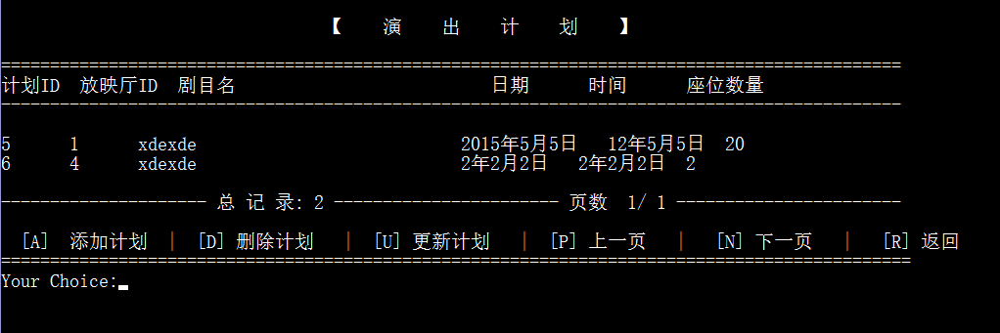 【 演 出 计 划 】
================================================================================
计划ID 放映厅ID 剧目名 日期 时间 座位数量
--------------------------------------------------------------------------------
5 1 xdexde 2015年5月5日 12年5月5日 20
6 4 xdexde 2年2月2日 2年2月2日 2
--------------------- 总 记 录: 2 ----------------------- 页数 1/ 1 -----------------------
[A] 添加计划 | [D] 删除计划 | [U] 更新计划 | [P] 上一页 | [N] 下一页 | [R] 返回
================================================================================
Your Choice: